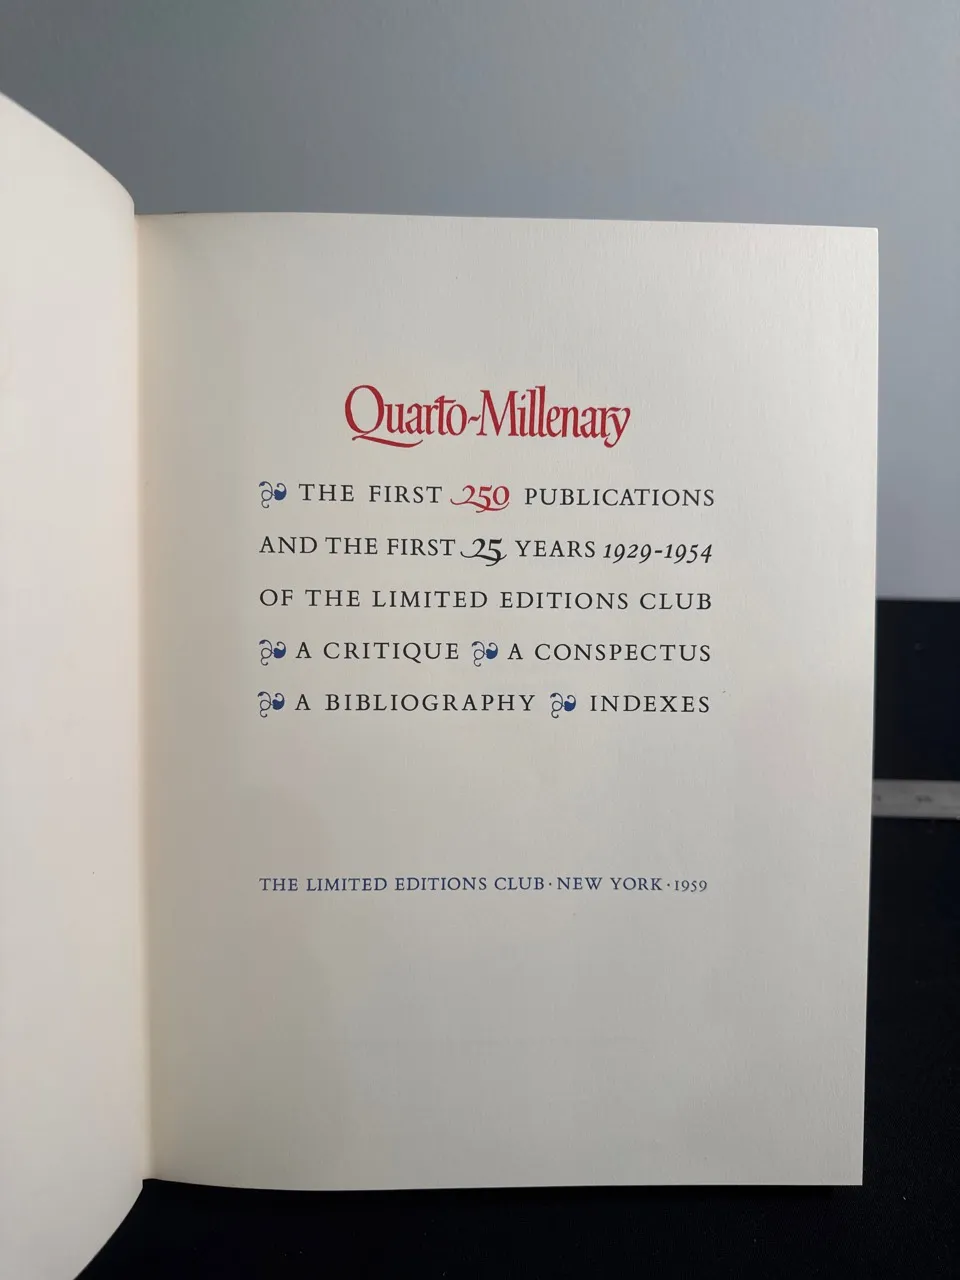 Quarto-Millenary
THE FIRST 250 PUBLICATIONS
AND THE FIRST 25 YEARS 1929-1954
OF THE LIMITED EDITIONS CLUB
A CRITIQUE A CONSPECTUS
A BIBLIOGRAPHY INDEXES
THE LIMITED EDITIONS CLUB · NEW YORK · 1959